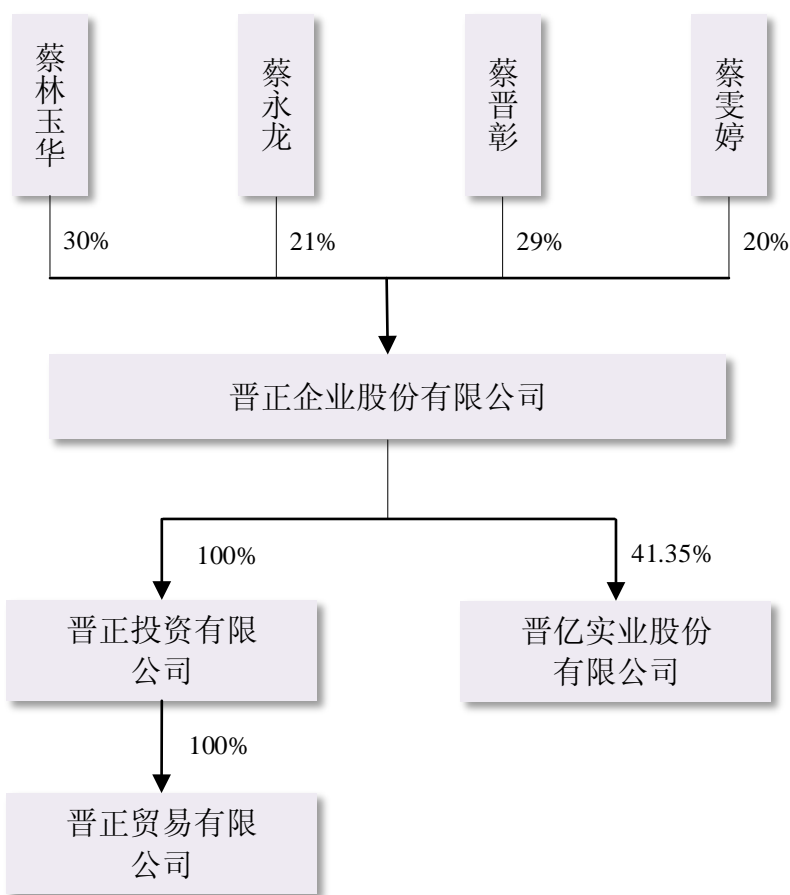 蔡林玉华
蔡永龙
蔡晋彰
蔡雯婷
30%
21%
29%
20%
晋正企业股份有限公司
100%
41.35%
晋正投资有限
公司
晋亿实业股份
有限公司
100%
晋正贸易有限
公司